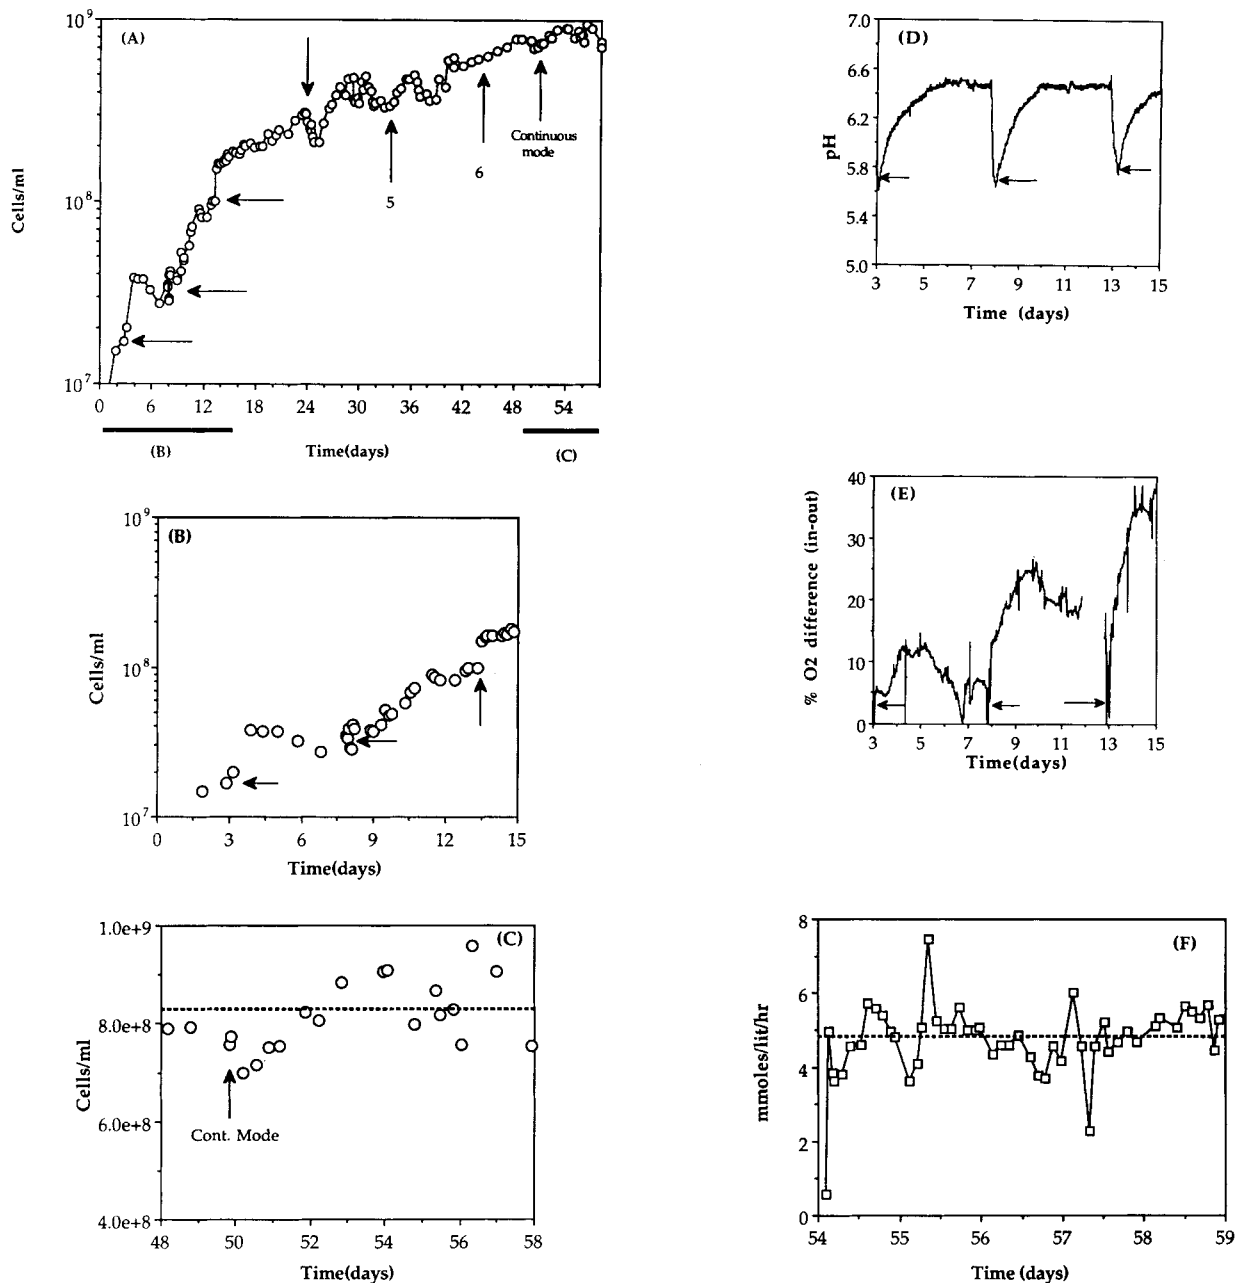 (A)
10^9
10^8
10^7
Cells/ml
5
6
Continuous
mode
0 6 12 18 24 30 36 42 48 54
(B) Time(days) (C)
(B)
10^9
10^8
10^7
Cells/ml
0 3 6 9 12 15
Time(days)
(C)
1.0e+9
8.0e+8
6.0e+8
4.0e+8
Cells/ml
Cont. Mode
48 50 52 54 56 58
Time(days)
(D)
7.0
6.6
6.2
5.8
5.4
5.0
pH
3 5 7 9 11 13 15
Time (days)
(E)
40
30
20
10
0
% O2 difference (in-out)
3 5 7 9 11 13 15
Time(days)
(F)
8
6
4
2
0
mmoles/lit/hr
54 55 56 57 58 59
Time (days)